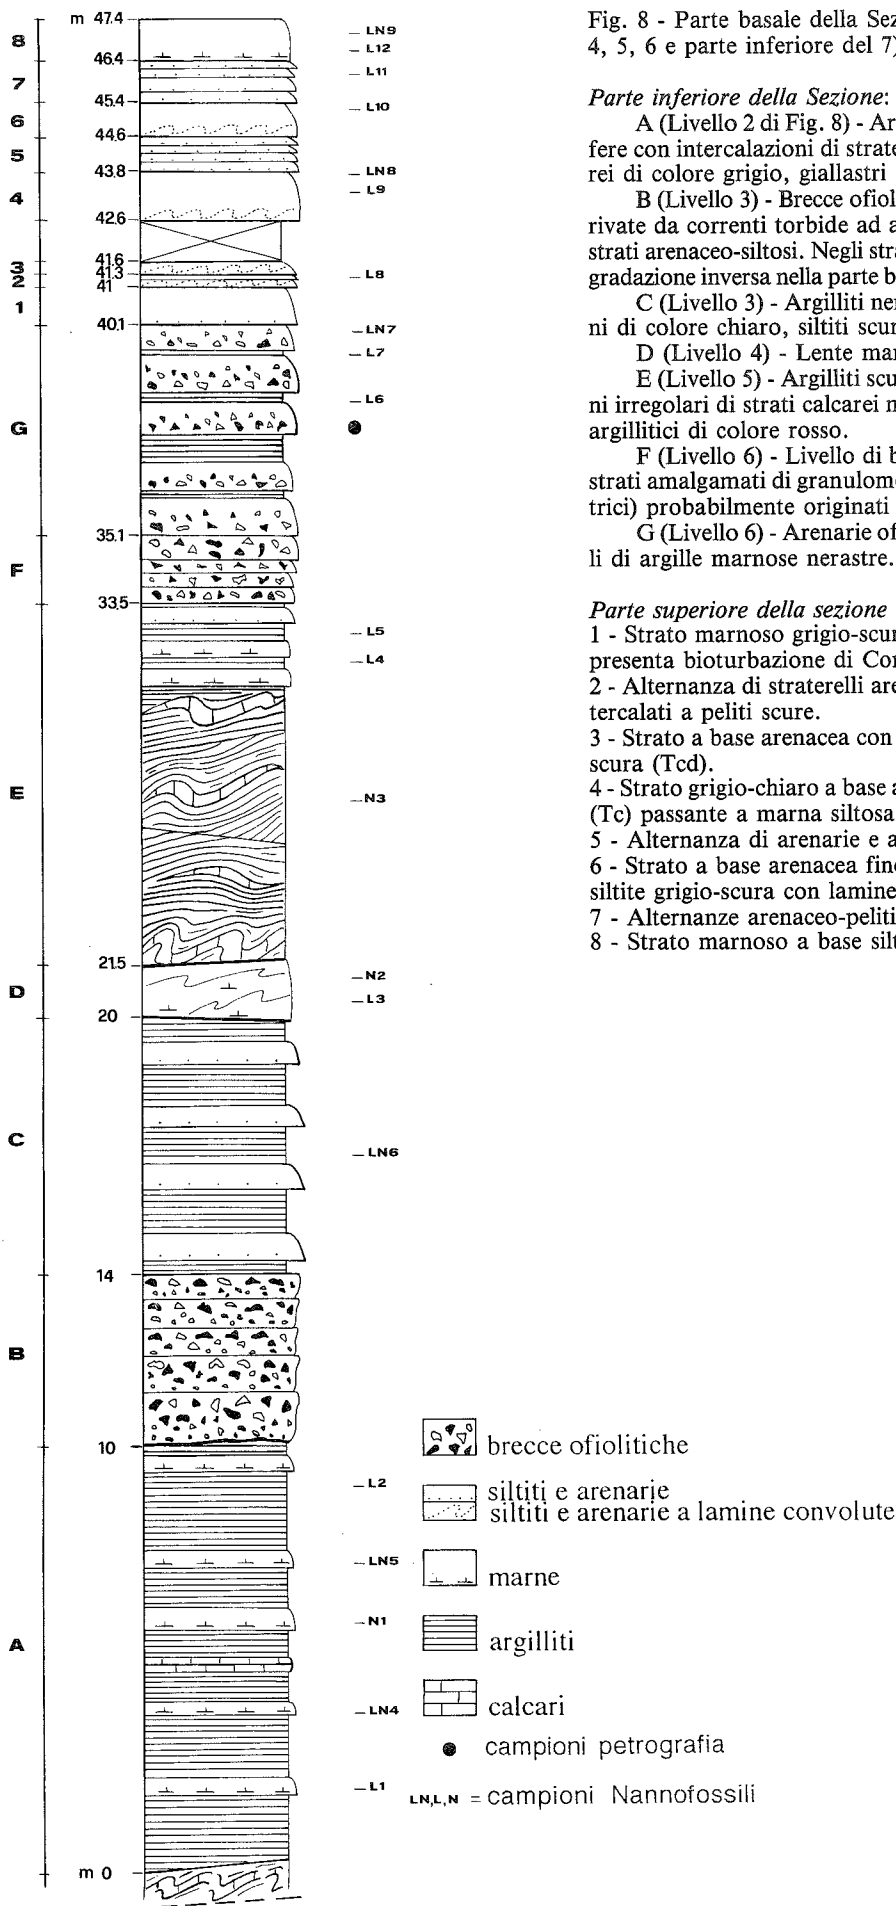 m 47.4
8
LN9
L12
46.4
L11
7
45.4
L10
6
44.6
5
43.8
LN8
4
L9
42.6
41.6
3
41.3
L8
2
41
1
40.1
LN7
L7
L6
G
35.1
F
33.5
L5
L4
E
N3
21.5
N2
D
L3
20
C
LN6
14
B
10
L2
LN5
N1
A
LN4
L1
m 0
Fig. 8 - Parte basale della Sez
4, 5, 6 e parte inferiore del 7)
Parte inferiore della Sezione:
A (Livello 2 di Fig. 8) - Ar
fere con intercalazioni di strate
rei di colore grigio, giallastri
B (Livello 3) - Brecce ofiol
rivate da correnti torbide ad a
strati arenaceo-siltosi. Negli stra
gradazione inversa nella parte b
C (Livello 3) - Argilliti ner
ni di colore chiaro, siltiti scur
D (Livello 4) - Lente mar
E (Livello 5) - Argilliti scu
ni irregolari di strati calcarei n
argillitici di colore rosso.
F (Livello 6) - Livello di b
strati amalgamati di granulome
trici) probabilmente originati
G (Livello 6) - Arenarie of
li di argille marnose nerastre.
Parte superiore della sezione
1 - Strato marnoso grigio-scur
presenta bioturbazione di Cor
2 - Alternanza di straterelli are
tercalati a peliti scure.
3 - Strato a base arenacea con
scura (Tcd).
4 - Strato grigio-chiaro a base a
(Tc) passante a marna siltosa
5 - Alternanza di arenarie e a
6 - Strato a base arenacea fine
siltite grigio-scura con lamine
7 - Alternanze arenaceo-peliti
8 - Strato marnoso a base silt
brecce ofiolitiche
siltiti e arenarie
siltiti e arenarie a lamine convolute
marne
argilliti
calcari
campioni petrografia
LN,L,N = campioni Nannofossili